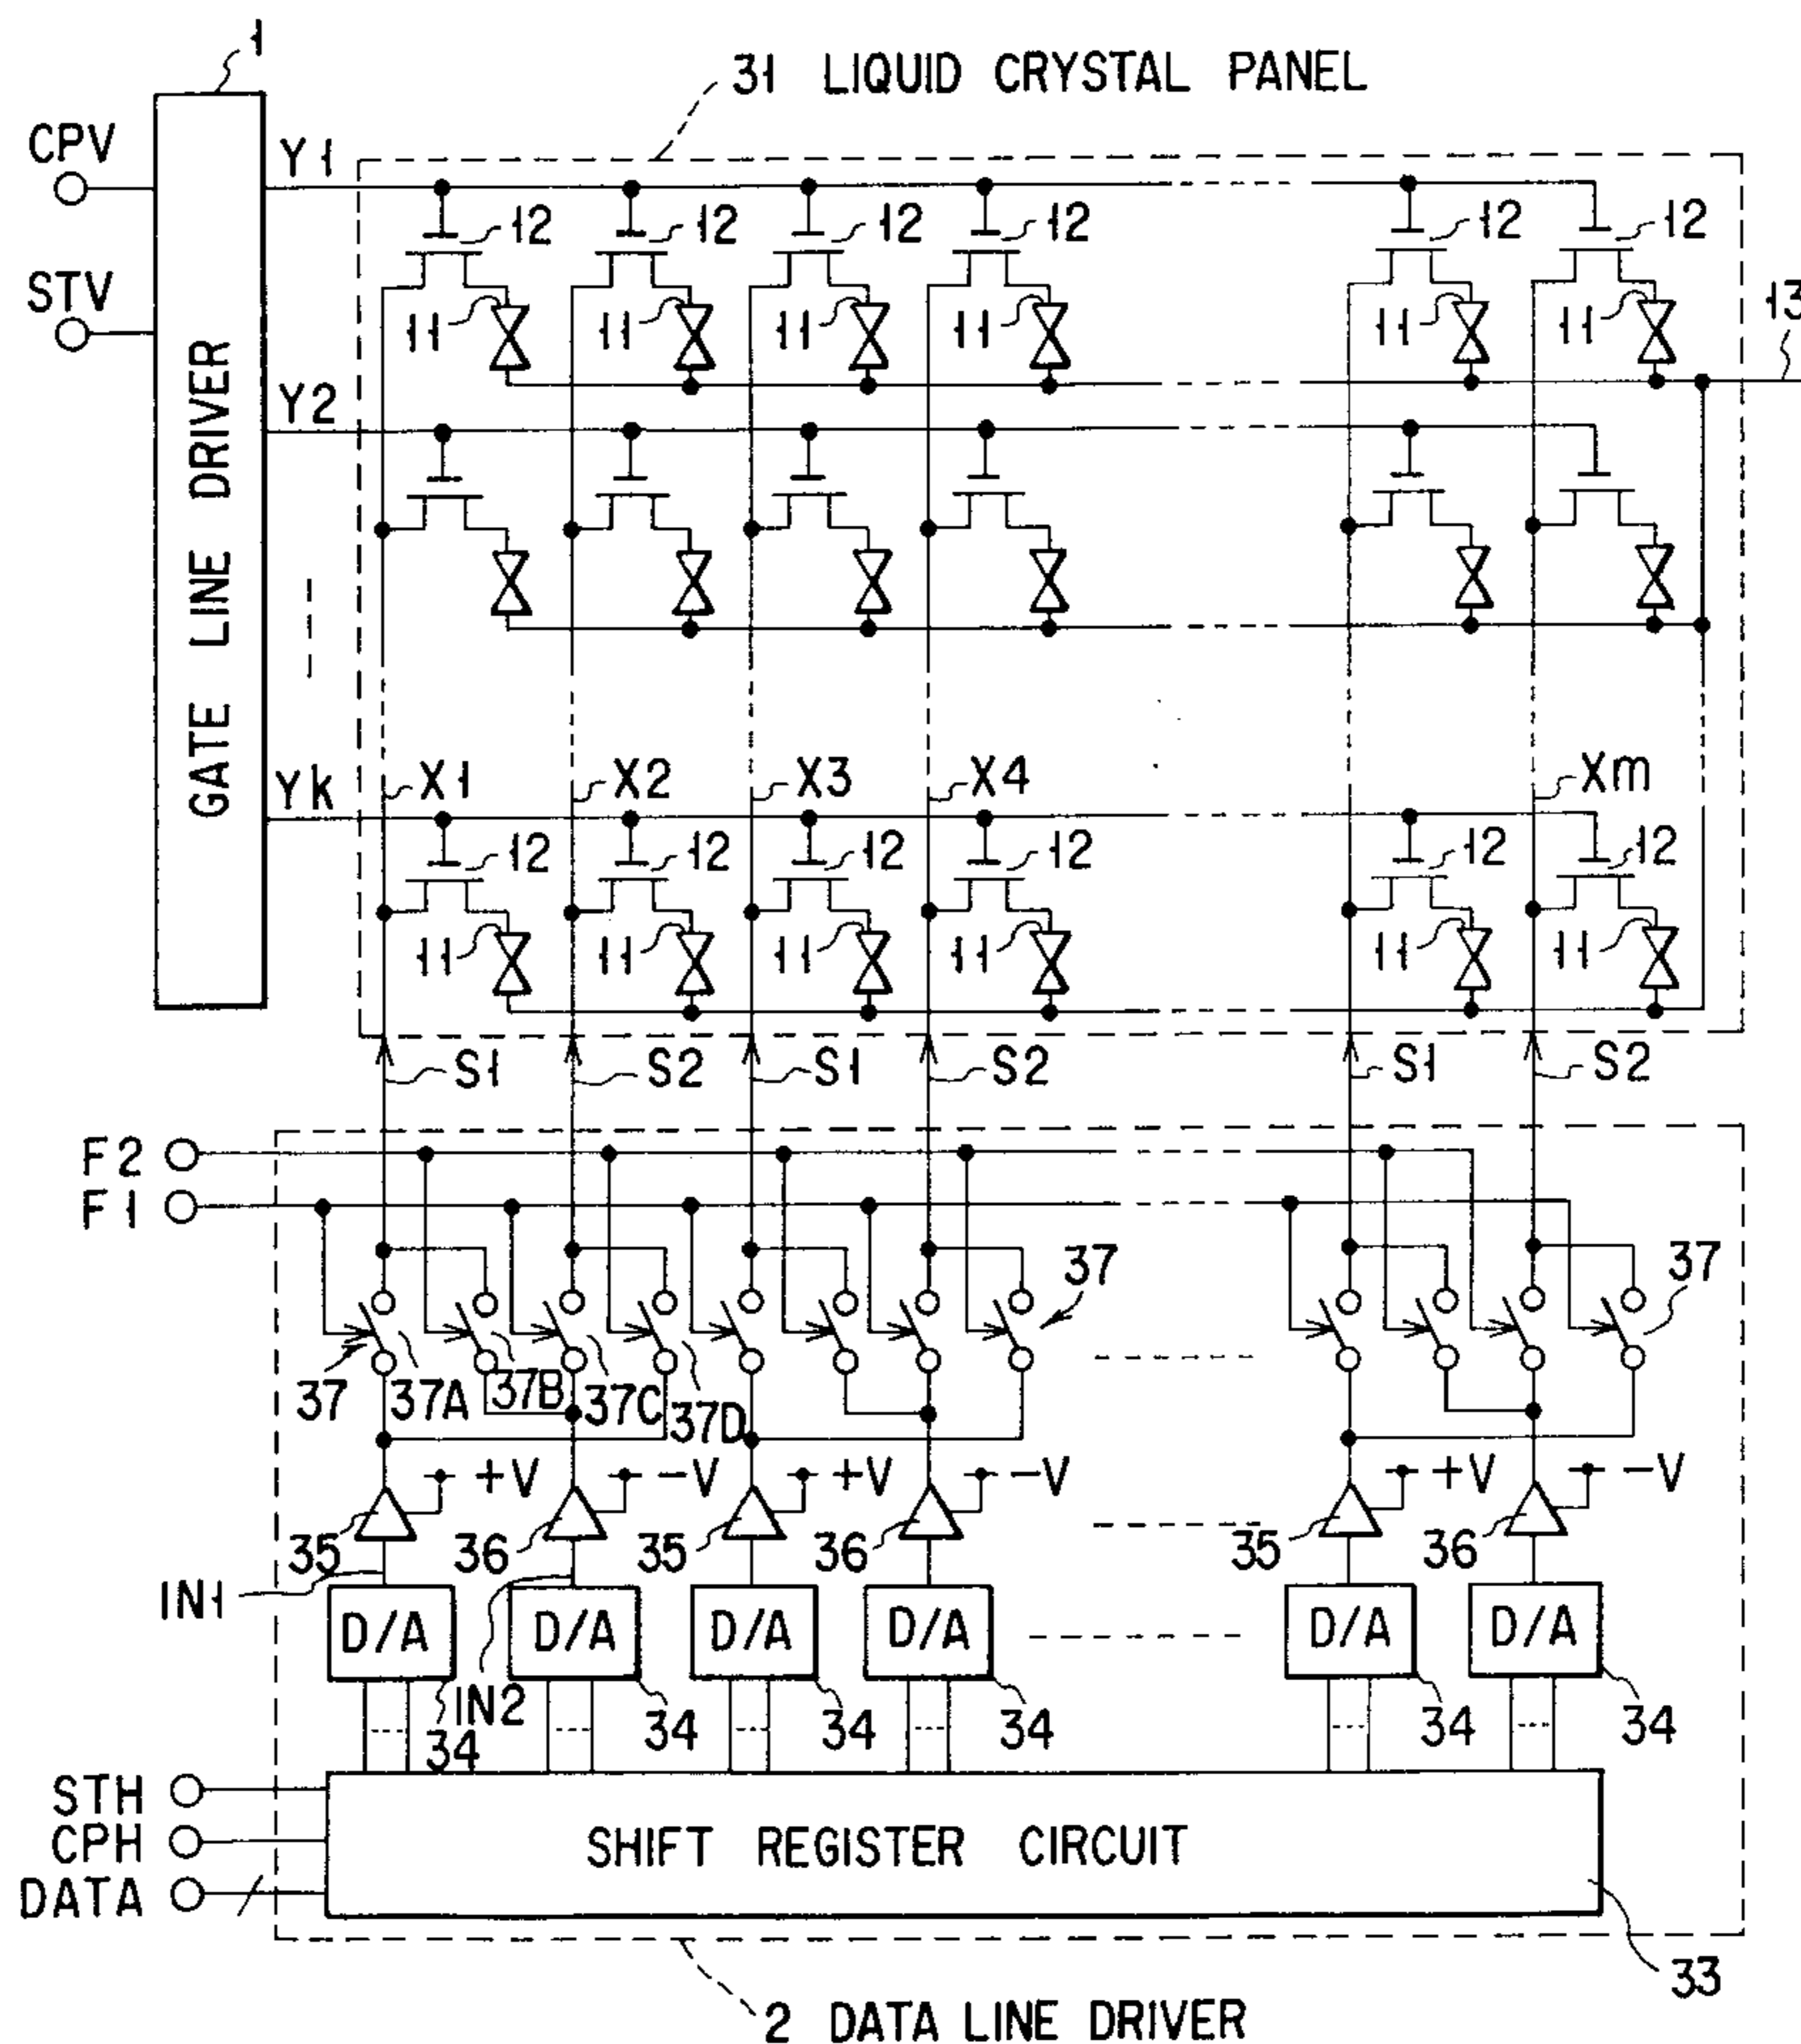 1
31 LIQUID CRYSTAL PANEL
CPV
Y1
12 12 12 12 12 12
STV
11 11 11 11 11 11
13
GATE LINE DRIVER
Y2
Yk
X1 X2 X3 X4 Xm
12 12 12 12 12 12
11 11 11 11 11 11
S1 S2 S1 S2 S1 S2
F2
F1
37 37
37 37A 37B 37C 37D
+V -V +V -V +V -V
35 36 35 36 35 36
IN1
D/A D/A D/A D/A D/A D/A
IN2
34 34 34 34 34 34
STH
CPH
DATA
SHIFT REGISTER CIRCUIT
33
2 DATA LINE DRIVER